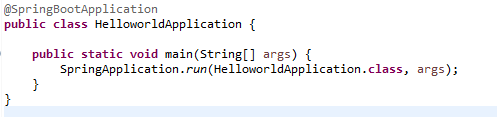 @SpringBootApplication
public class HelloworldApplication {
public static void main(String[] args) {
SpringApplication.run(HelloworldApplication.class, args);
}
}